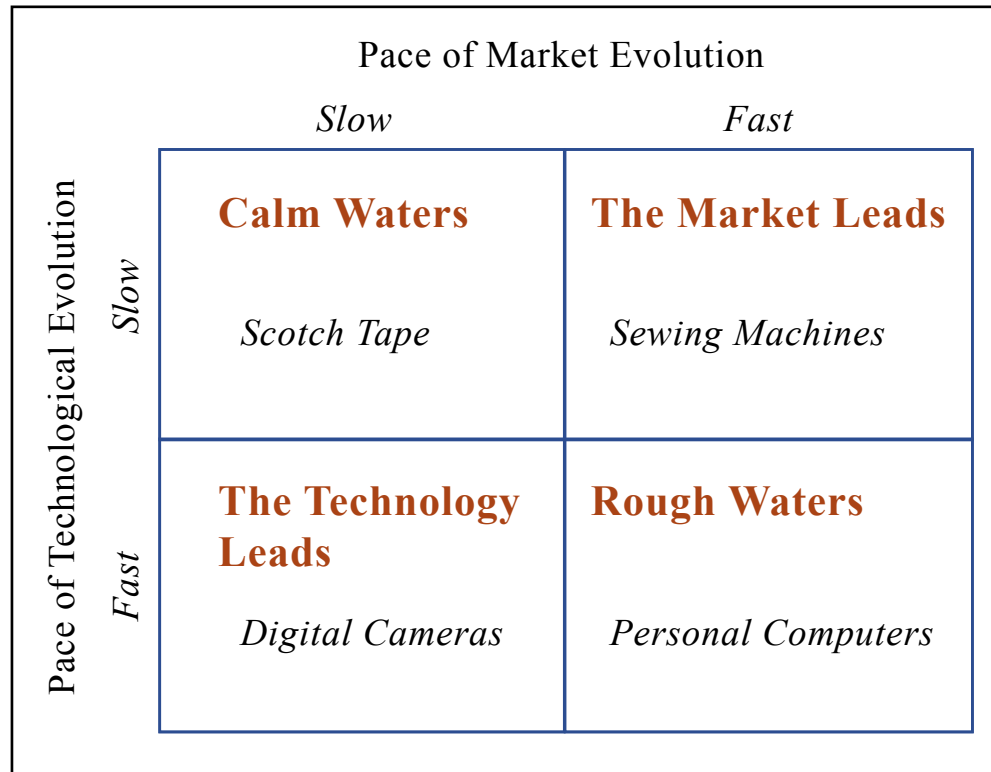 Pace of Market Evolution
Slow
Fast
Pace of Technological Evolution
Slow
Calm Waters
Scotch Tape
The Market Leads
Sewing Machines
Fast
The Technology
Leads
Digital Cameras
Rough Waters
Personal Computers